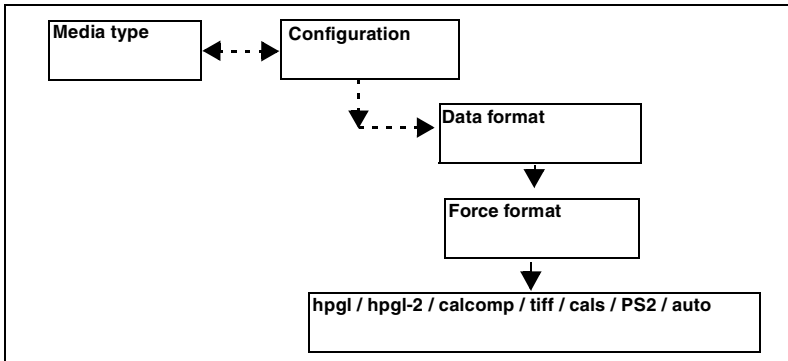 Media type
Configuration
Data format
Force format
hpgl / hpgl-2 / calcomp / tiff / cals / PS2 / auto